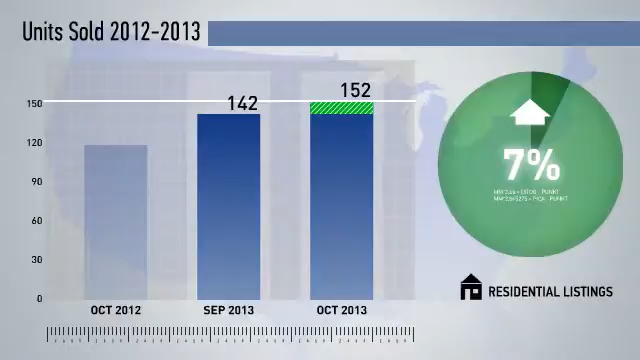 Units Sold 2012-2013
150
120
90
60
30
0
142
152
OCT 2012
SEP 2013
OCT 2013
7%
RESIDENTIAL LISTINGS